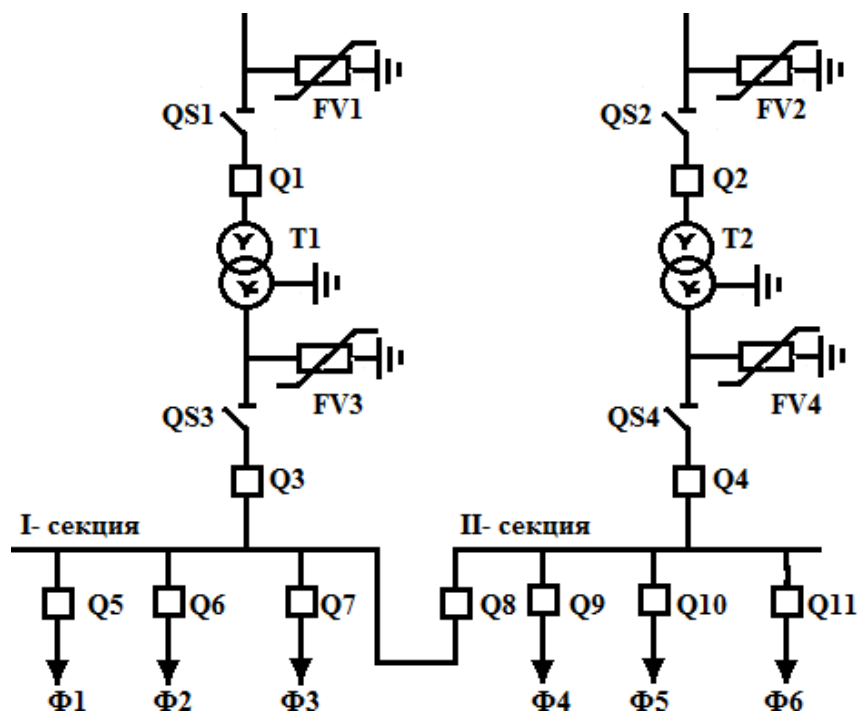 FV1
FV2
QS1
QS2
Q1
Q2
T1
T2
FV3
FV4
QS3
QS4
Q3
Q4
I- секция
II- секция
Q5
Q6
Q7
Q8
Q9
Q10
Q11
Ф1
Ф2
Ф3
Ф4
Ф5
Ф6